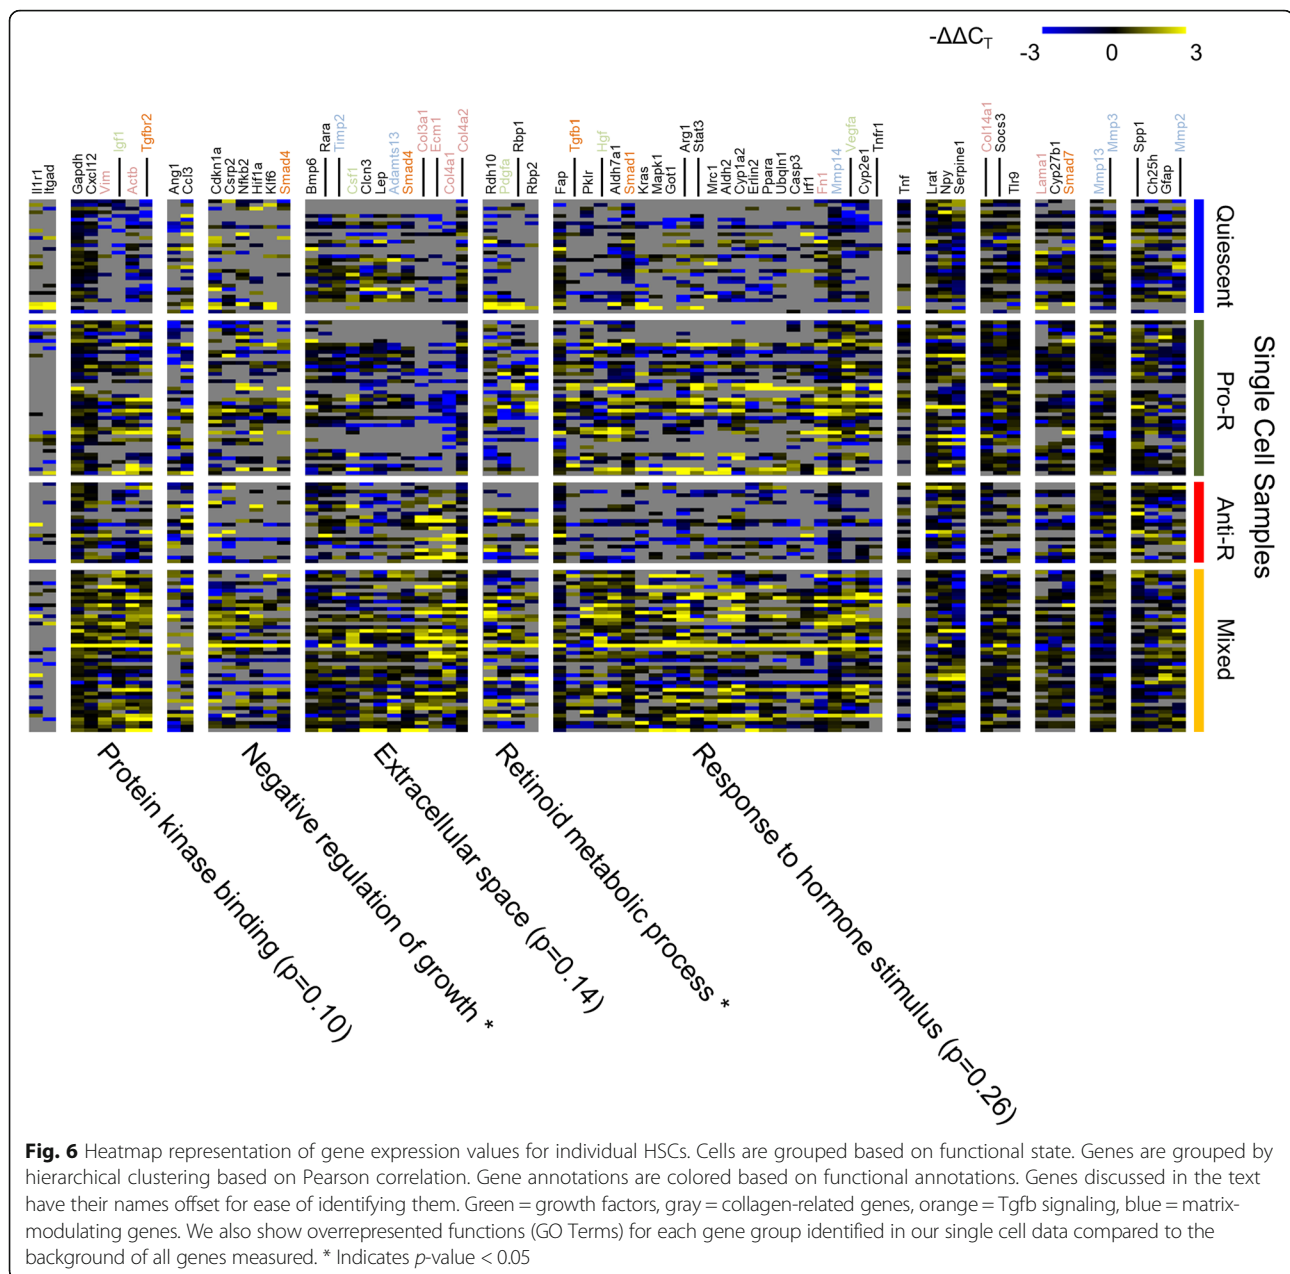 -ΔΔCT
-3 0 3
Il1r1
Itgad
Gapdh
Cxcl12
Vim
Igf1
Actb
Tgfbr2
Ang1
Ccl3
Cdkn1a
Csrp2
Nfkb2
Hif1a
Klf6
Smad4
Bmp6
Rara
Timp2
Csf1
Clcn3
Lep
Adamts13
Smad4
Col3a1
Ecm1
Col4a1
Col4a2
Rdh10
Pdgfa
Rbp1
Rbp2
Fap
Tgfb1
Pklr
Hgf
Aldh7a1
Smad1
Kras
Mapk1
Got1
Arg1
Stat3
Mrc1
Aldh2
Cyp1a2
Erlin2
Ppara
Ubqln1
Casp3
Irf1
Fn1
Mmp14
Vegfa
Cyp2e1
Tnfr1
Tnf
Lrat
Npy
Serpine1
Col14a1
Socs3
Tlr9
Lama1
Cyp27b1
Smad7
Mmp13
Mmp3
Spp1
Ch25h
Gfap
Mmp2
Quiescent
Pro-R
Anti-R
Mixed
Single Cell Samples
Protein kinase binding (p=0.10)
Negative regulation of growth *
Extracellular space (p=0.14)
Retinoid metabolic process *
Response to hormone stimulus (p=0.26)
Fig. 6 Heatmap representation of gene expression values for individual HSCs. Cells are grouped based on functional state. Genes are grouped by
hierarchical clustering based on Pearson correlation. Gene annotations are colored based on functional annotations. Genes discussed in the text
have their names offset for ease of identifying them. Green = growth factors, gray = collagen-related genes, orange = Tgfb signaling, blue = matrix-
modulating genes. We also show overrepresented functions (GO Terms) for each gene group identified in our single cell data compared to the
background of all genes measured. * Indicates p-value < 0.05